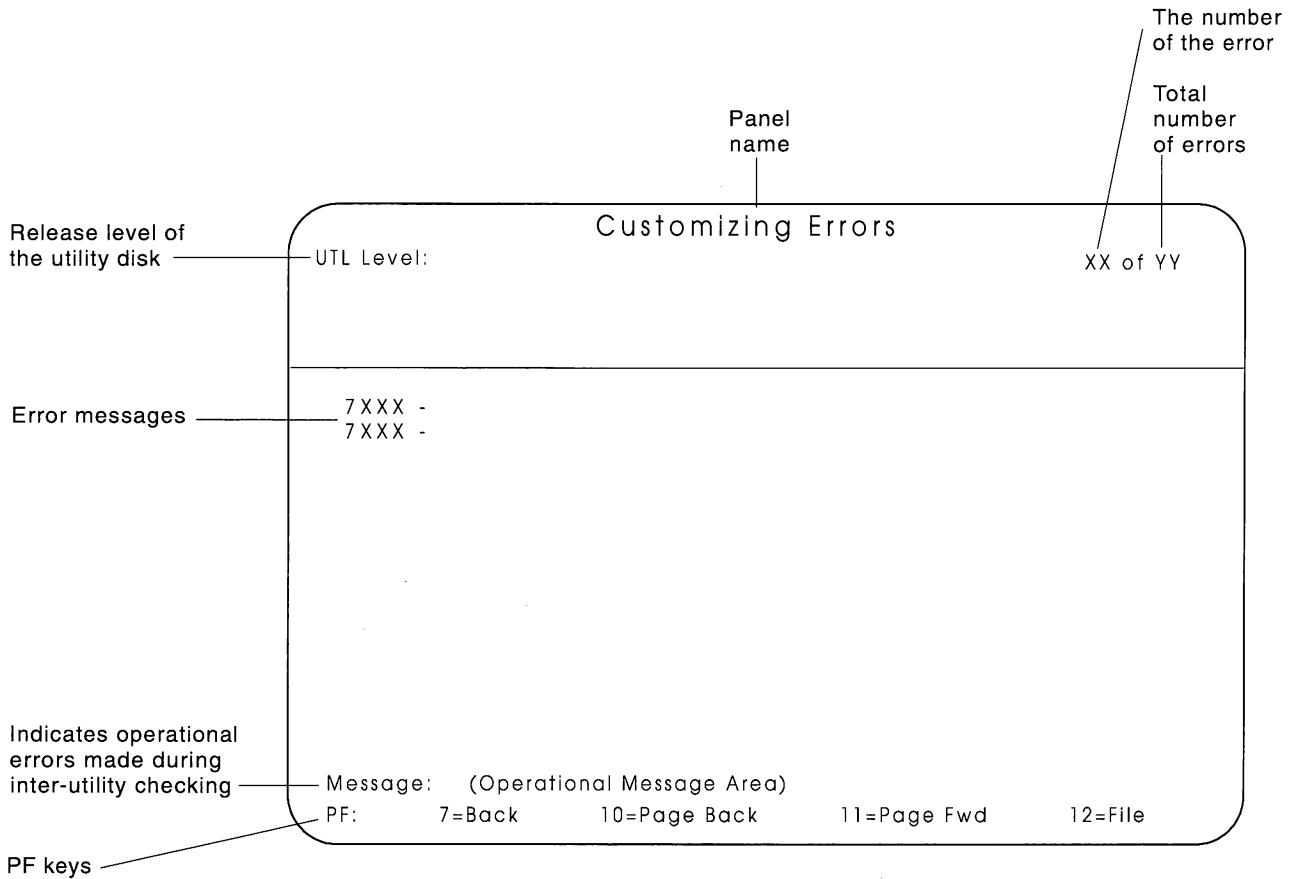 The number
of the error
Total
number
of errors
Panel
name
Customizing Errors
Release level of
the utility disk
UTL Level:
XX of YY
Error messages
7XXX -
7XXX -
Indicates operational
errors made during
inter-utility checking
Message: (Operational Message Area)
PF: 7=Back 10=Page Back 11=Page Fwd 12=File
PF keys